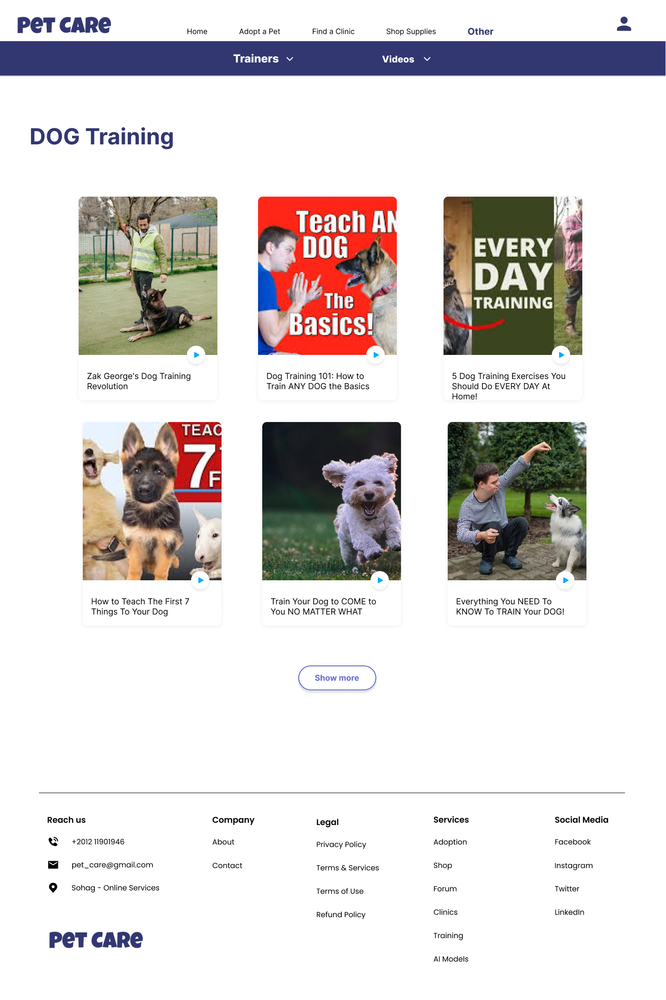 PeT CARe
Home
Adopt a Pet
Find a Clinic
Shop Supplies
Other
Trainers
Videos
DOG Training
Teach AN
DOG
The
Basics!
EVERY
DAY
TRAINING
Zak George's Dog Training
Revolution
Dog Training 101: How to
Train ANY DOG the Basics
5 Dog Training Exercises You
Should Do EVERY DAY At
Home!
TEAC
7
F
How to Teach The First 7
Things To Your Dog
Train Your Dog to COME to
You NO MATTER WHAT
Everything You NEED To
KNOW To TRAIN Your DOG!
Show more
Reach us
+2012 11901946
pet_care@gmail.com
Sohag - Online Services
PeT CARe
Company
About
Contact
Legal
Privacy Policy
Terms & Services
Terms of Use
Refund Policy
Services
Adoption
Shop
Forum
Clinics
Training
AI Models
Social Media
Facebook
Instagram
Twitter
LinkedIn